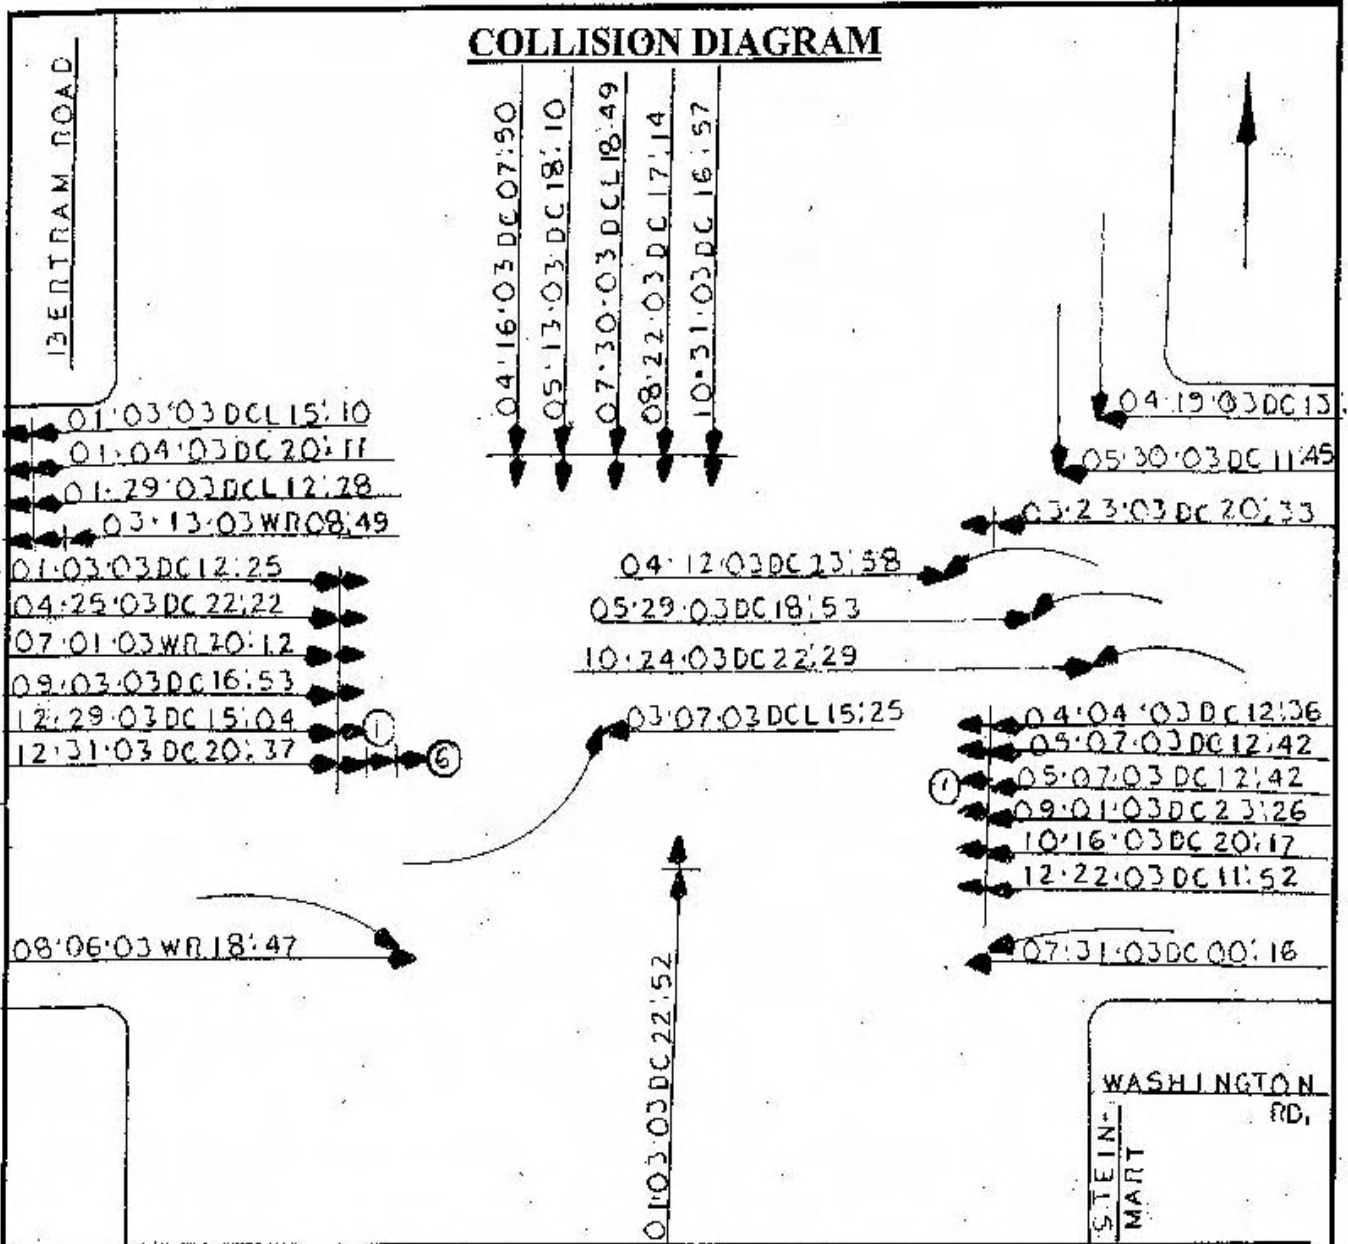 COLLISION DIAGRAM
BERTRAM ROAD
04·16·03 DC 07:50
05·13·03 DC 18:10
07·30·03 DCL 18:49
08·22·03 DC 17:14
10·31·03 DC 16:57
01·03·03 DCL 15:10
01·04·03 DC 20:11
01·29·03 DCL 12:28
03·13·03 WR 08:49
04·19·03 DC 13:
05·30·03 DC 11:45
03·23·03 DC 20:33
01·03·03 DC 12:25
04·25·03 DC 22:22
07·01·03 WR 20:12
09·03·03 DC 16:53
12·29·03 DC 15:04
1
12·31·03 DC 20:37
6
04·12·03 DC 23:58
05·29·03 DC 18:53
10·24·03 DC 22:29
03·07·03 DCL 15:25
04·04·03 DC 12:36
05·07·03 DC 12:42
1
05·07·03 DC 12:42
09·01·03 DC 23:26
10·16·03 DC 20:17
12·22·03 DC 11:52
08·06·03 WR 18:47
07·31·03 DC 00:16
01·03·03 DC 22:52
WASHINGTON
RD.
STEIN-
MART